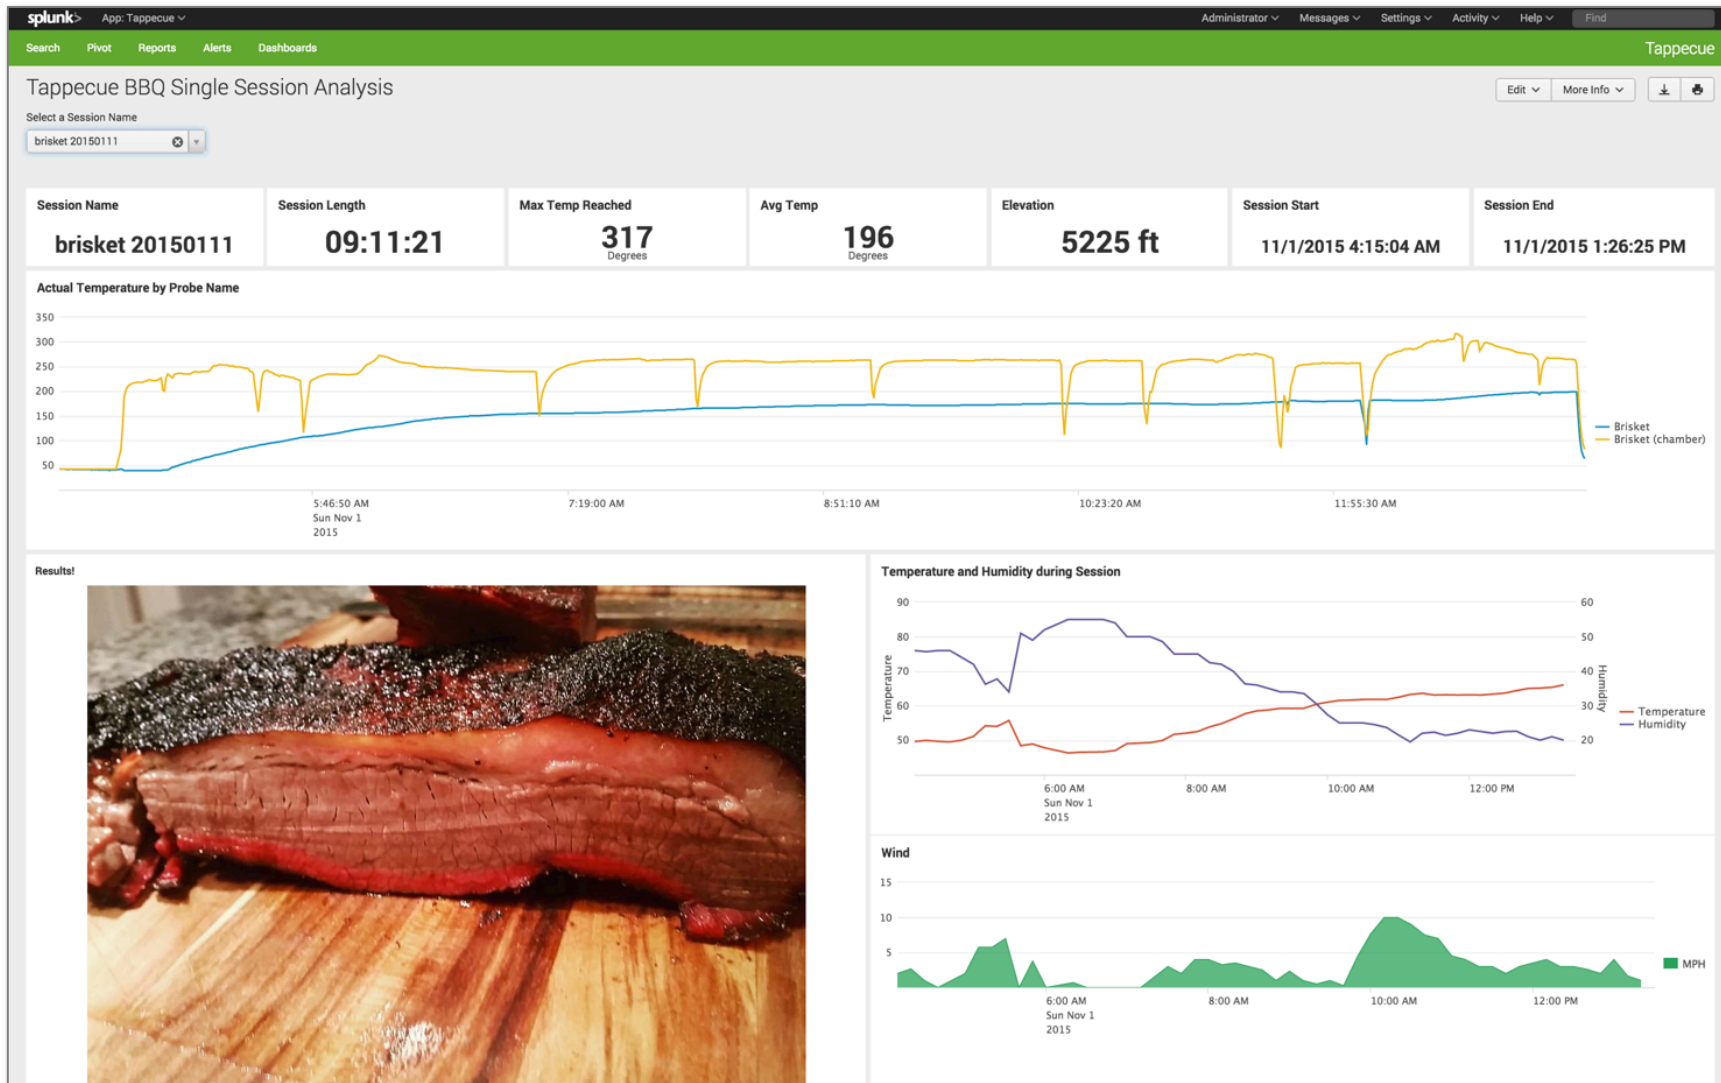 splunk> App: Tappecue Administrator Messages Settings Activity Help Find
Search Pivot Reports Alerts Dashboards Tappecue
Tappecue BBQ Single Session Analysis
Edit More Info
Select a Session Name
brisket 20150111
Session Name
brisket 20150111
Session Length
09:11:21
Max Temp Reached
317
Degrees
Avg Temp
196
Degrees
Elevation
5225 ft
Session Start
11/1/2015 4:15:04 AM
Session End
11/1/2015 1:26:25 PM
Actual Temperature by Probe Name
350
300
250
200
150
100
50
Brisket
Brisket (chamber)
5:46:50 AM 7:19:00 AM 8:51:10 AM 10:23:20 AM 11:55:30 AM
Sun Nov 1
2015
Results!
Temperature and Humidity during Session
90
80
70
60
50
Temperature
60
50
40
30
20
Humidity
Temperature
Humidity
6:00 AM 8:00 AM 10:00 AM 12:00 PM
Sun Nov 1
2015
Wind
15
10
5
MPH
6:00 AM 8:00 AM 10:00 AM 12:00 PM
Sun Nov 1
2015